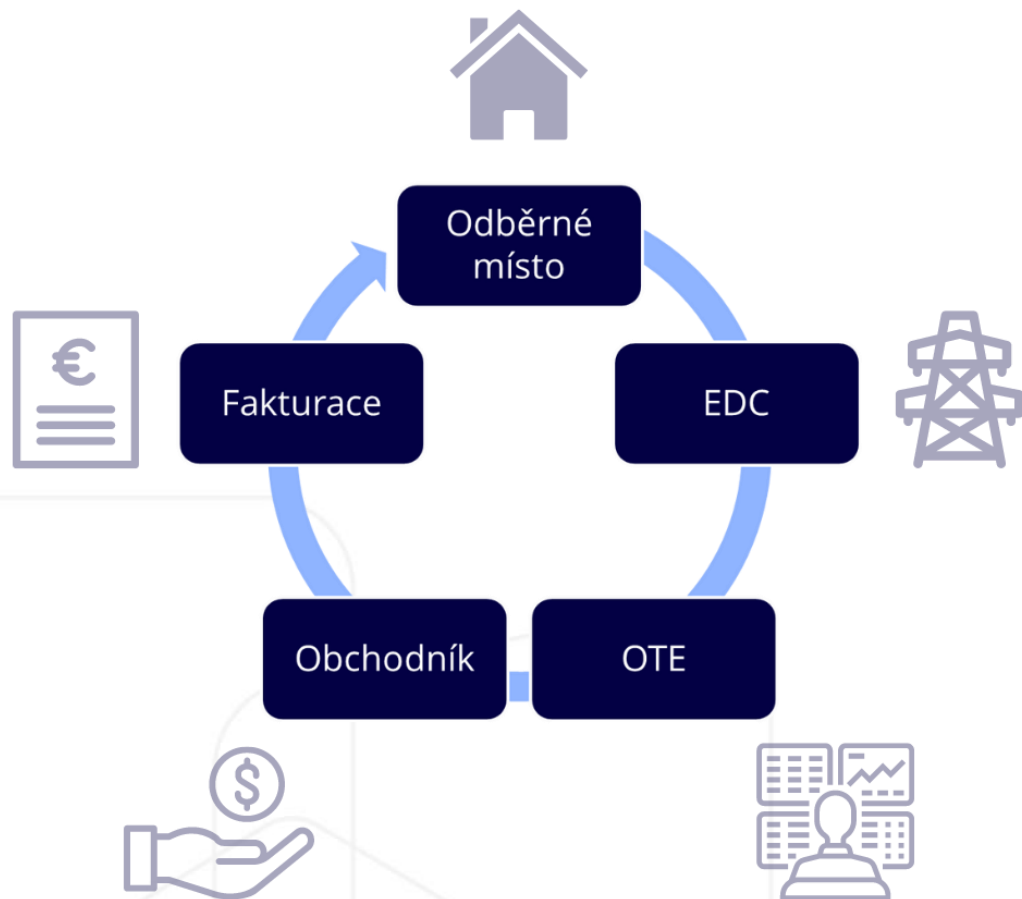 Odběrné
místo
Fakturace
EDC
Obchodník
OTE
€
$